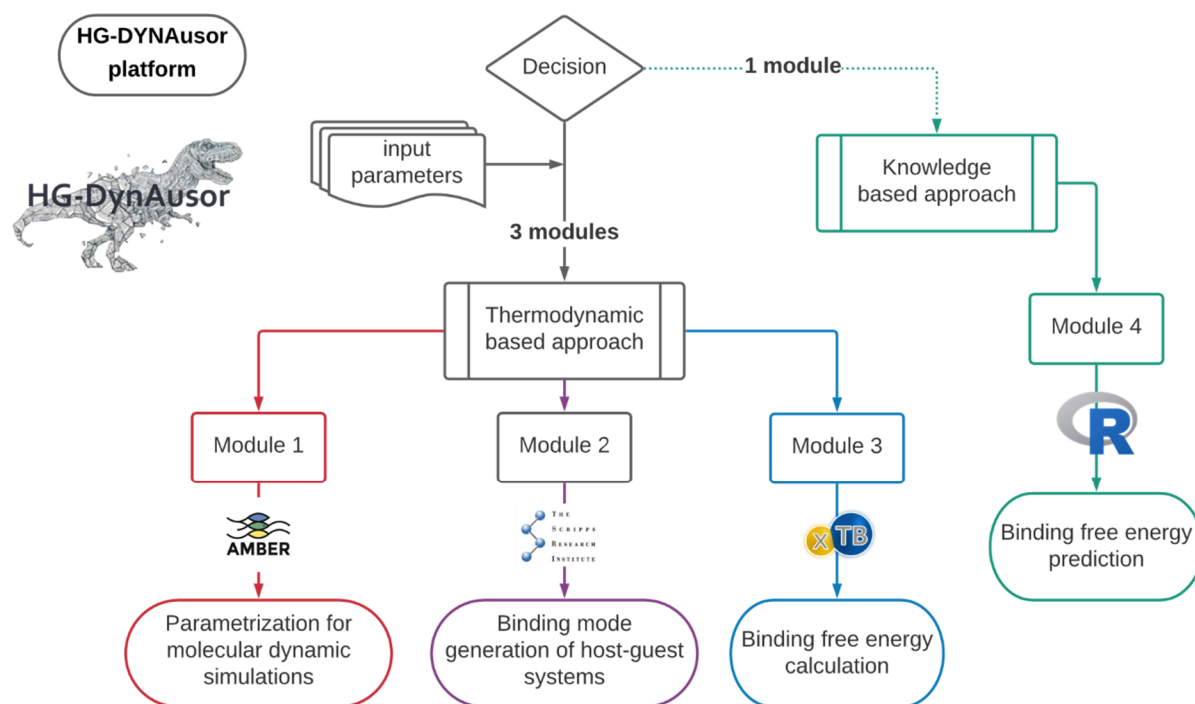 HG-DYNAusor
platform
HG-DynAusor
Decision
1 module
input
parameters
Knowledge
based approach
3 modules
Thermodynamic
based approach
Module 4
Module 1
Module 2
Module 3
R
AMBER
THE
SCRIPPS
RESEARCH
INSTITUTE
xTB
Binding free energy
prediction
Parametrization for
molecular dynamic
simulations
Binding mode
generation of host-guest
systems
Binding free energy
calculation